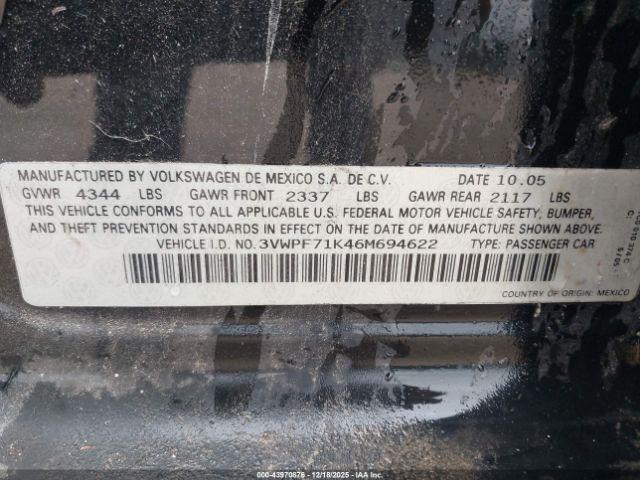 MANUFACTURED BY VOLKSWAGEN DE MEXICO S.A. DE C.V. DATE 10.05
GVWR 4344 LBS GAWR FRONT 2337 LBS GAWR REAR 2117 LBS
THIS VEHICLE CONFORMS TO ALL APPLICABLE U.S. FEDERAL MOTOR VEHICLE SAFETY, BUMPER,
AND THEFT PREVENTION STANDARDS IN EFFECT ON THE DATE OF MANUFACTURE SHOWN ABOVE.
VEHICLE I.D. NO. 3VWPF71K46M694622 TYPE: PASSENGER CAR
COUNTRY OF ORIGIN: MEXICO
000-43970876 - 12/18/2025 - www.iaai.com